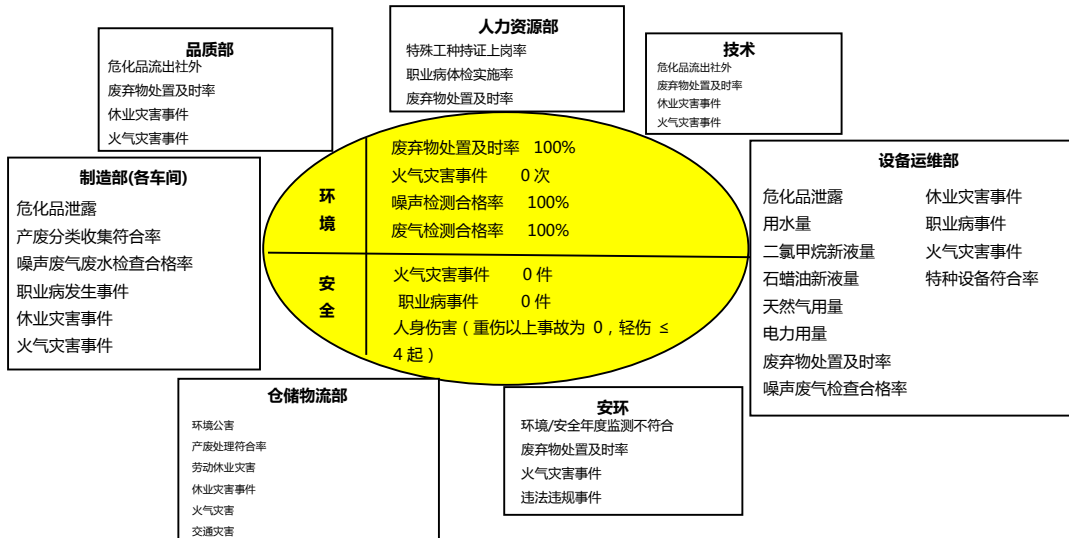 人力资源部
特殊工种持证上岗率
职业病体检实施率
废弃物处置及时率
品质部
危化品流出社外
废弃物处置及时率
休业灾害事件
火气灾害事件
技术
危化品流出社外
废弃物处置及时率
休业灾害事件
火气灾害事件
制造部(各车间)
危化品泄露
产废分类收集符合率
噪声废气废水检查合格率
职业病发生事件
休业灾害事件
火气灾害事件
环境
废弃物处置及时率 100%
火气灾害事件 0 次
噪声检测合格率 100%
废气检测合格率 100%
安全
火气灾害事件 0 件
职业病事件 0 件
人身伤害（重伤以上事故为 0，轻伤 ≤
4 起）
设备运维部
危化品泄露 休业灾害事件
用水量 职业病事件
二氯甲烷新液量 火气灾害事件
石蜡油新液量 特种设备符合率
天然气用量
电力用量
废弃物处置及时率
噪声废气检查合格率
仓储物流部
环境公害
产废处理符合率
劳动休业灾害
休业灾害事件
火气灾害
交通灾害
安环
环境/安全年度监测不符合
废弃物处置及时率
火气灾害事件
违法违规事件